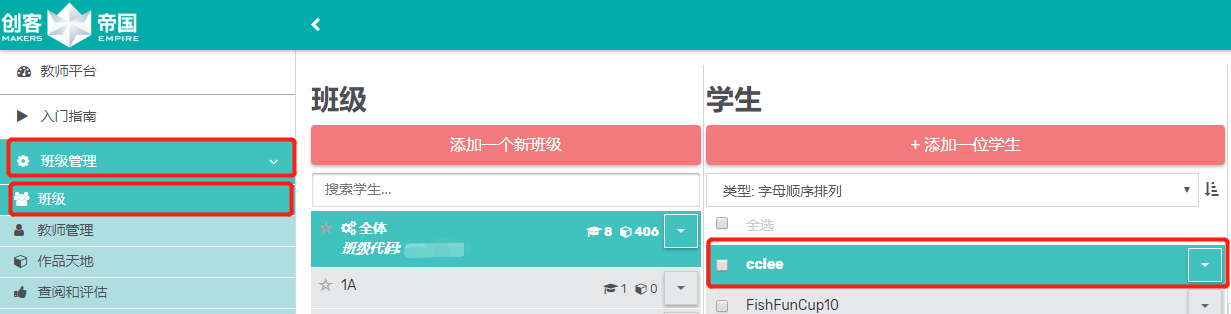 创客 帝国
MAKERS EMPIRE
教师平台
入门指南
班级管理
班级
教师管理
作品天地
查阅和评估
班级
添加一个新班级
搜索学生...
全体 8 406
班级代码:
1A 1 0
学生
+ 添加一位学生
类型: 字母顺序排列
全选
cclee
FishFunCup10